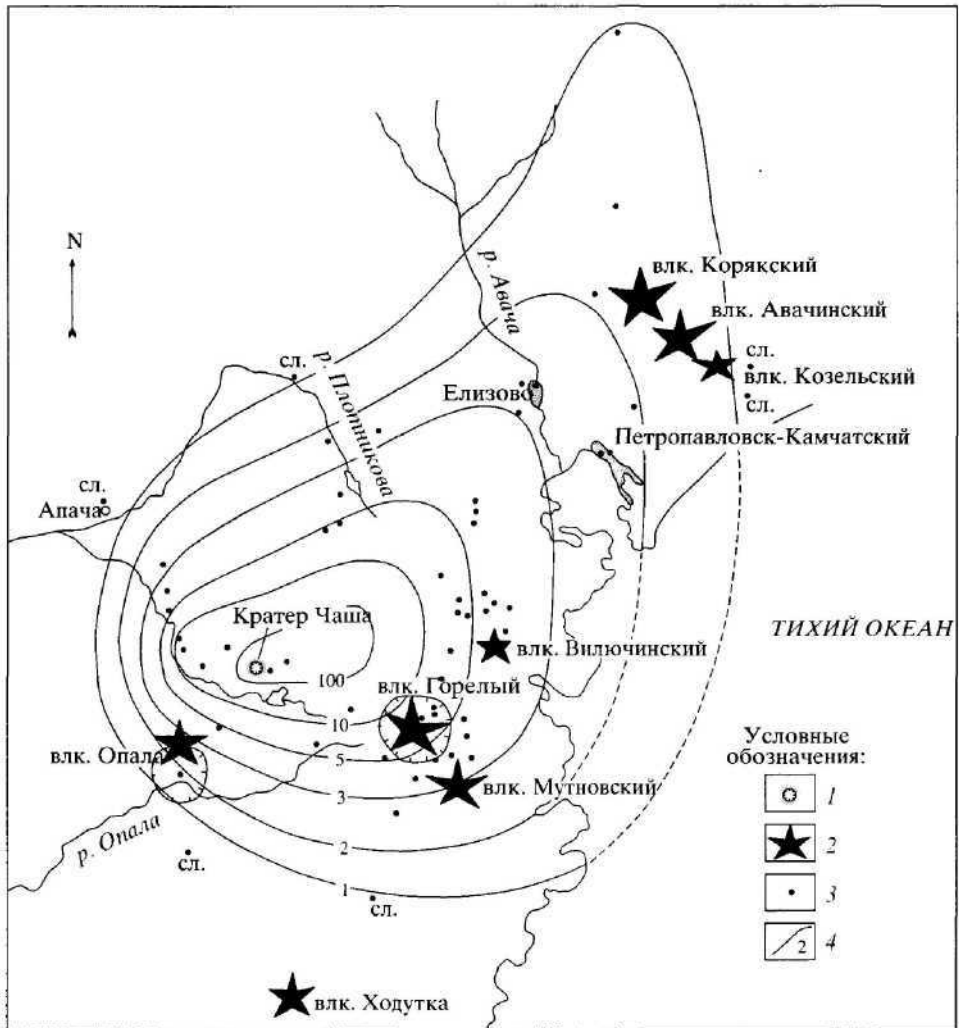 N
влк. Корякский
р. Авача
влк. Авачинский
сл.
сл.
р. Плотникова
влк. Козельский
Елизово
сл.
Петропавловск-Камчатский
сл.
Апача
Кратер Чаша
ТИХИЙ ОКЕАН
влк. Вилючинский
100
влк. Горелый
10
Условные
обозначения:
влк. Опала
5
1
3
влк. Мутновский
2
р. Опала
2
сл.
1
3
сл.
2
4
влк. Ходутка